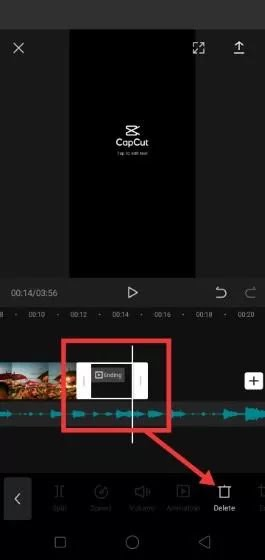 CapCut
Tap to edit text
00:14/03:56
8
00:10
00:12
00:14
00:16
00:18
00:20
Ending
Split
Speed
Volume
Animation
Delete